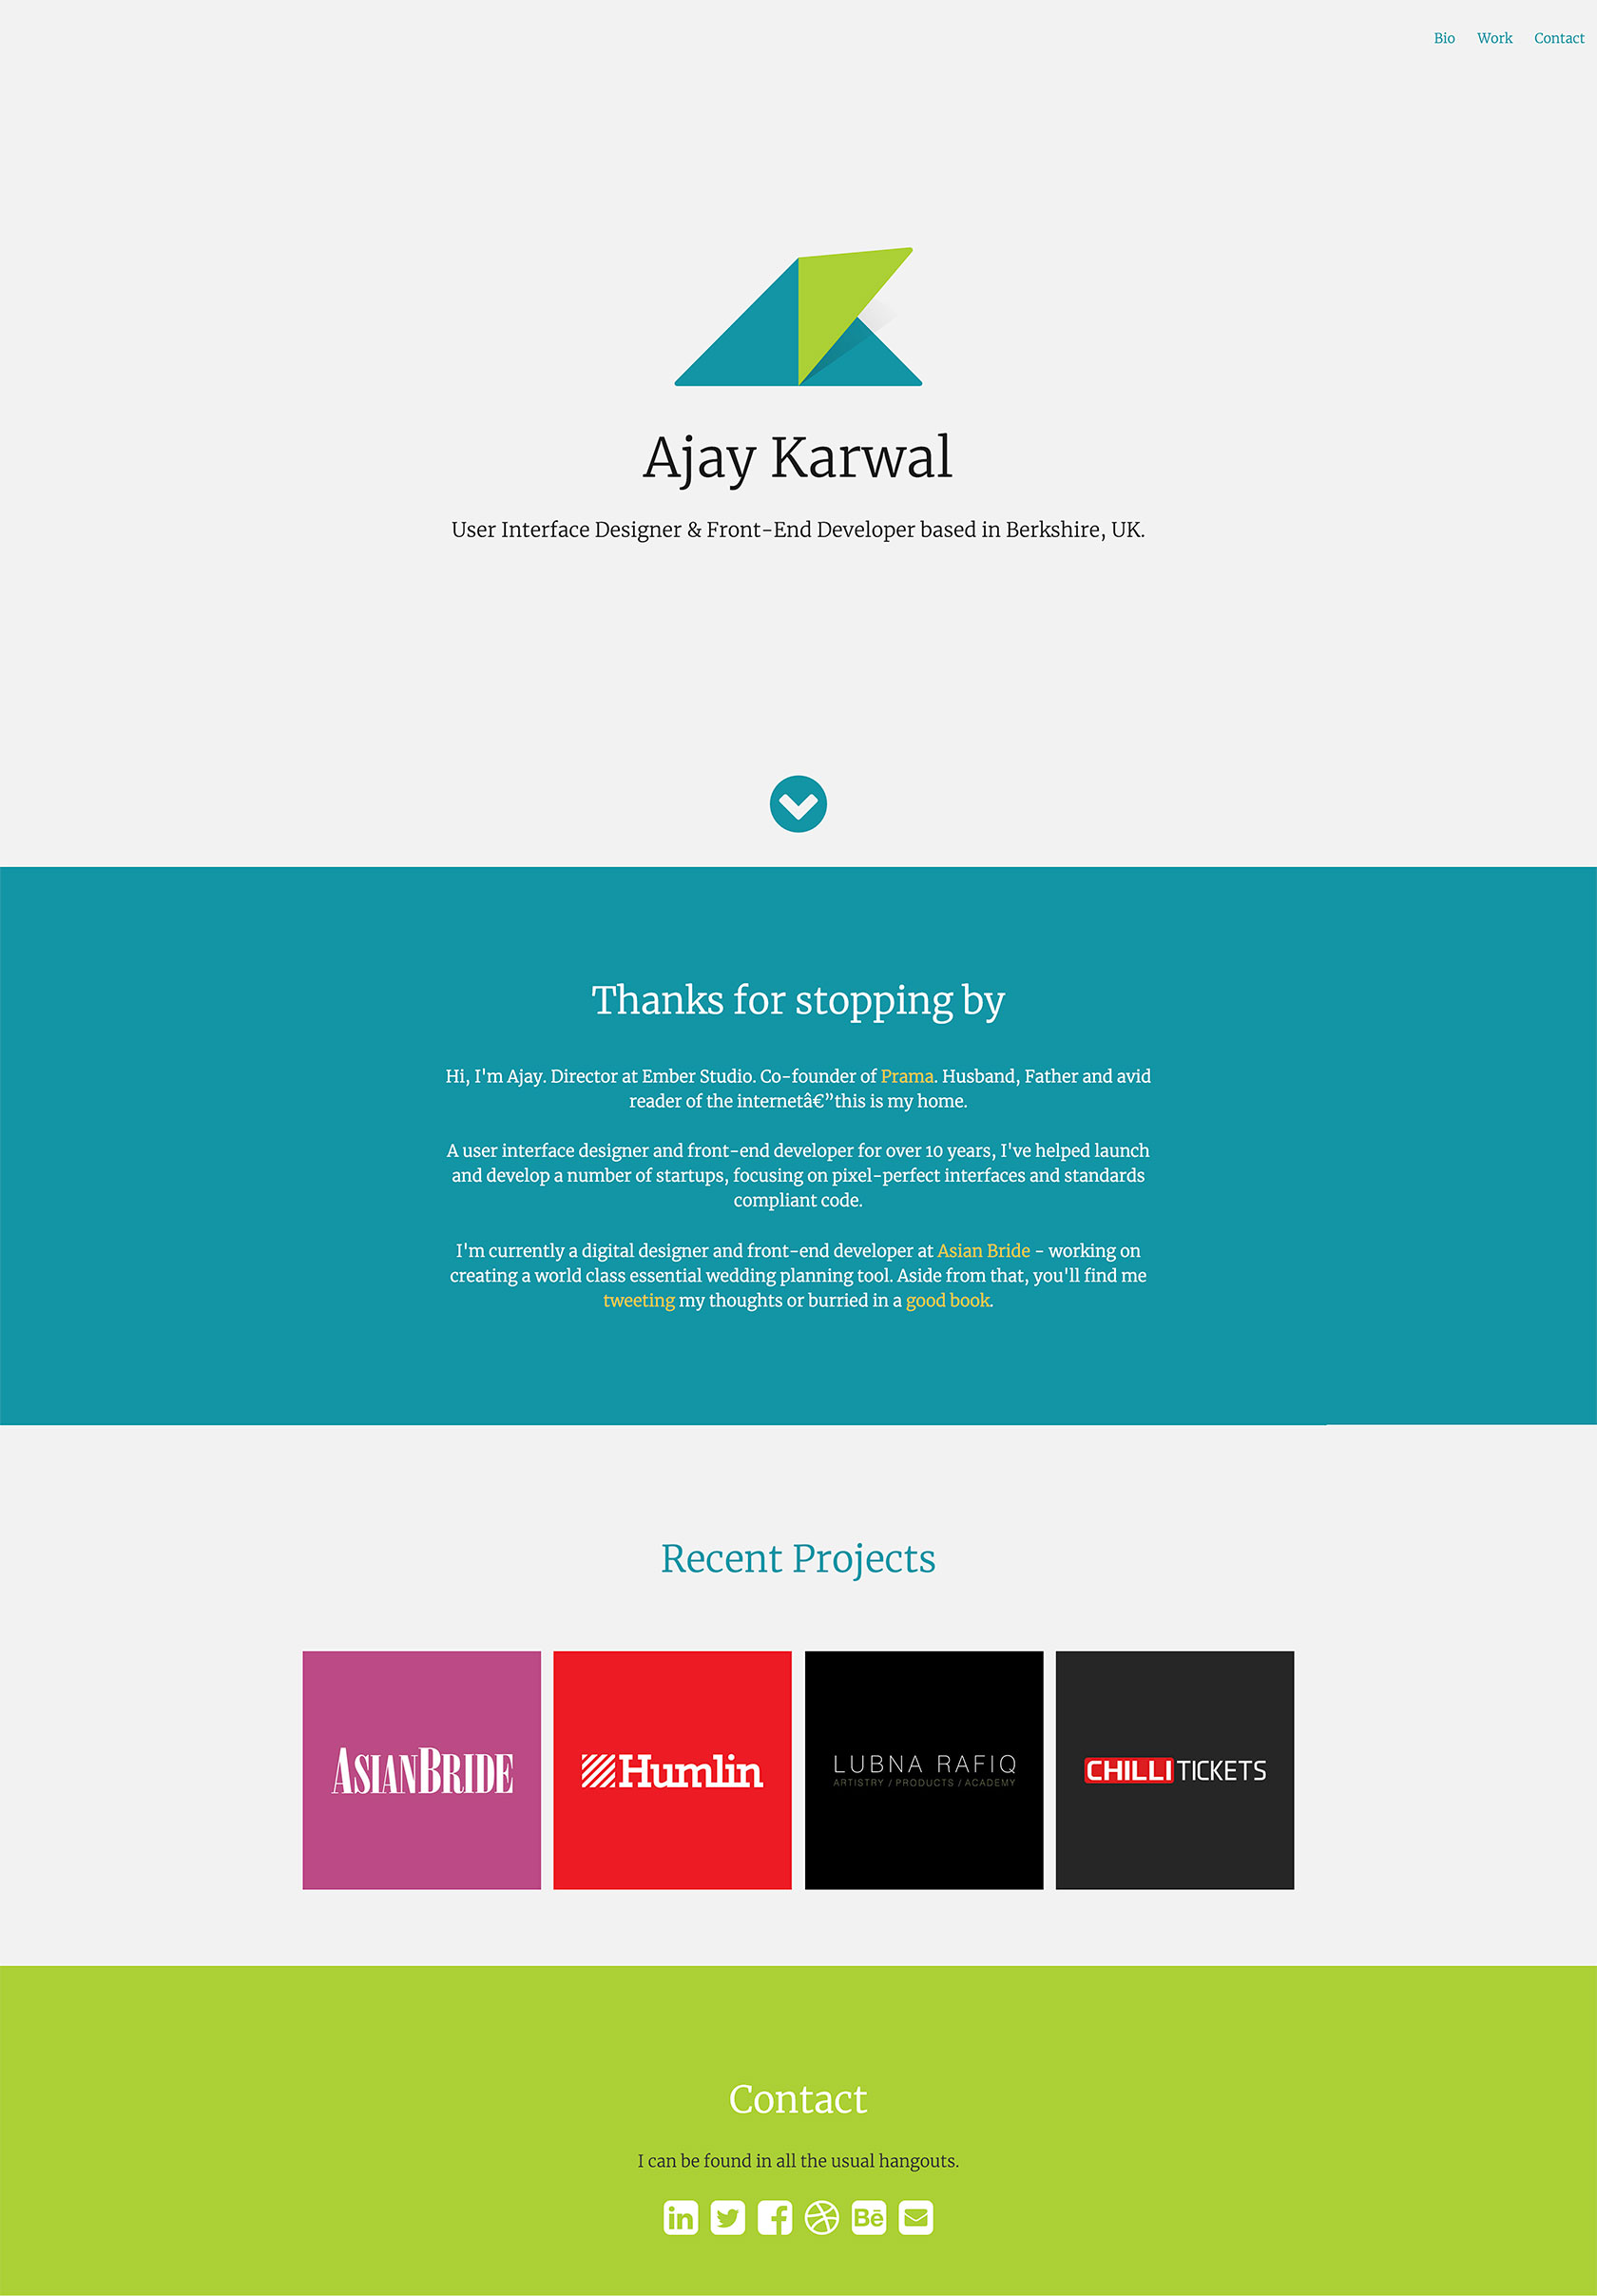 Bio Work Contact
Ajay Karwal
User Interface Designer & Front-End Developer based in Berkshire, UK.
Thanks for stopping by
Hi, I'm Ajay. Director at Ember Studio. Co-founder of Prama. Husband, Father and avid
reader of the internetâ€”this is my home.
A user interface designer and front-end developer for over 10 years, I've helped launch
and develop a number of startups, focusing on pixel-perfect interfaces and standards
compliant code.
I'm currently a digital designer and front-end developer at Asian Bride - working on
creating a world class essential wedding planning tool. Aside from that, you'll find me
tweeting my thoughts or burried in a good book.
Recent Projects
ASIANBRIDE
Humlin
LUBNA RAFIQ
ARTISTRY / PRODUCTS / ACADEMY
CHILLI TICKETS
Contact
I can be found in all the usual hangouts.
in f Bē